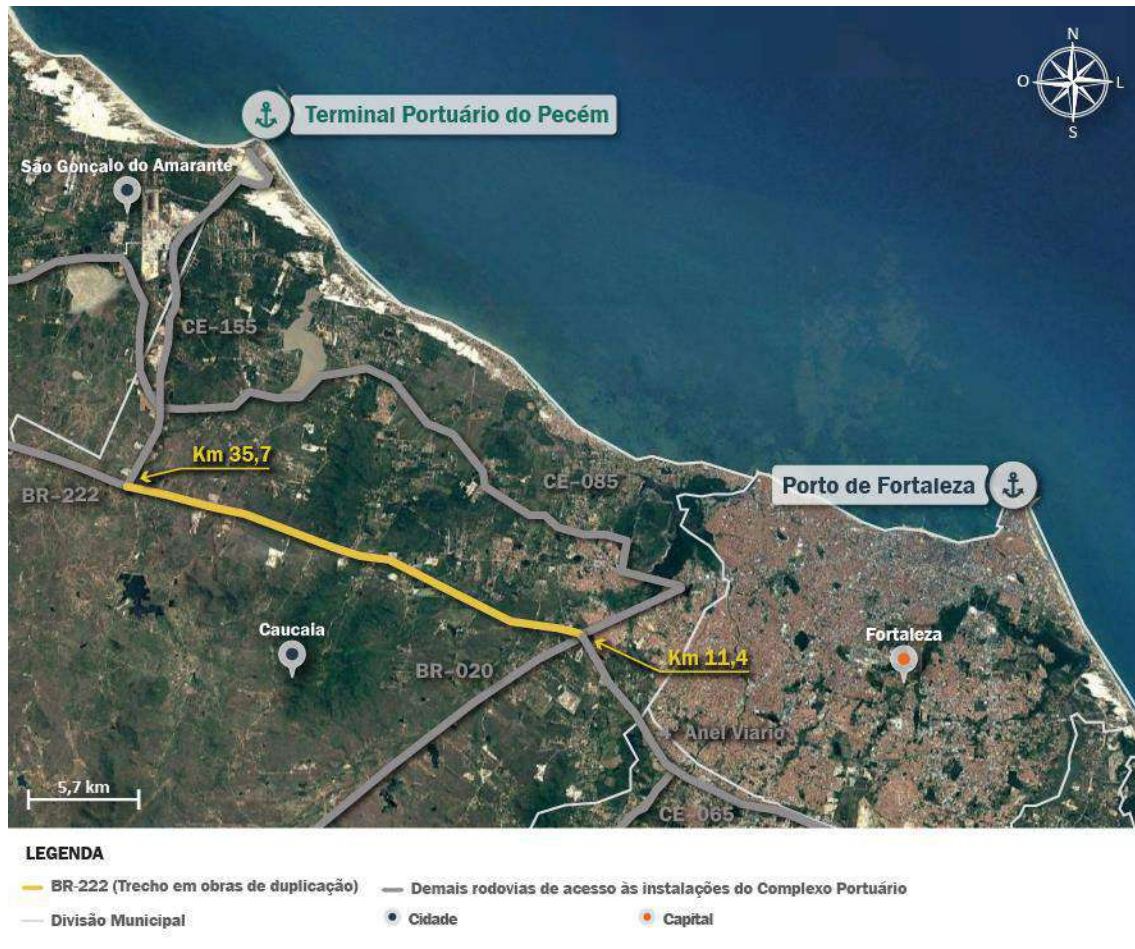 N
O
L
S
Terminal Portuário do Pecém
São Gonçalo do Amarante
CE-155
Km 35,7
BR-222
CE-085
Porto de Fortaleza
Caucaia
Fortaleza
BR-020
Km 11,4
4° Anel Viário
5,7 km
CE-065
LEGENDA
BR-222 (Trecho em obras de duplicação)
Demais rodovias de acesso às instalações do Complexo Portuário
Divisão Municipal
Cidade
Capital